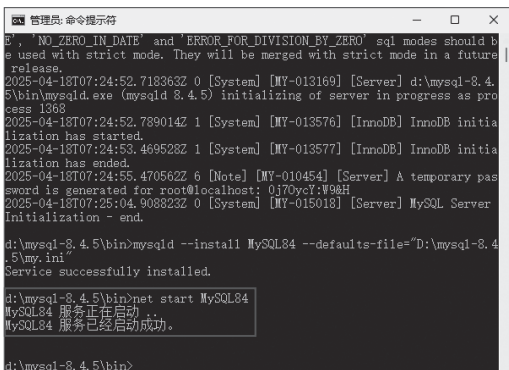 管理员: 命令提示符
E', 'NO_ZERO_IN_DATE' and 'ERROR_FOR_DIVISION_BY_ZERO' sql modes should b
e used with strict mode. They will be merged with strict mode in a future
 release.
2025-04-18T07:24:52.718363Z 0 [System] [MY-013169] [Server] d:\mysql-8.4.
5\bin\mysqld.exe (mysqld 8.4.5) initializing of server in progress as pro
cess 1368
2025-04-18T07:24:52.789014Z 1 [System] [MY-013576] [InnoDB] InnoDB initia
lization has started.
2025-04-18T07:24:53.469528Z 1 [System] [MY-013577] [InnoDB] InnoDB initia
lization has ended.
2025-04-18T07:24:55.470562Z 6 [Note] [MY-010454] [Server] A temporary pas
sword is generated for root@localhost: 0j7OycY:W9&H
2025-04-18T07:25:04.908823Z 0 [System] [MY-015018] [Server] MySQL Server
Initialization - end.
d:\mysql-8.4.5\bin>mysqld --install MySQL84 --defaults-file="D:\mysql-8.4
.5\my.ini"
Service successfully installed.
d:\mysql-8.4.5\bin>net start MySQL84
MySQL84 服务正在启动 ..
MySQL84 服务已经启动成功。
d:\mysql-8.4.5\bin>